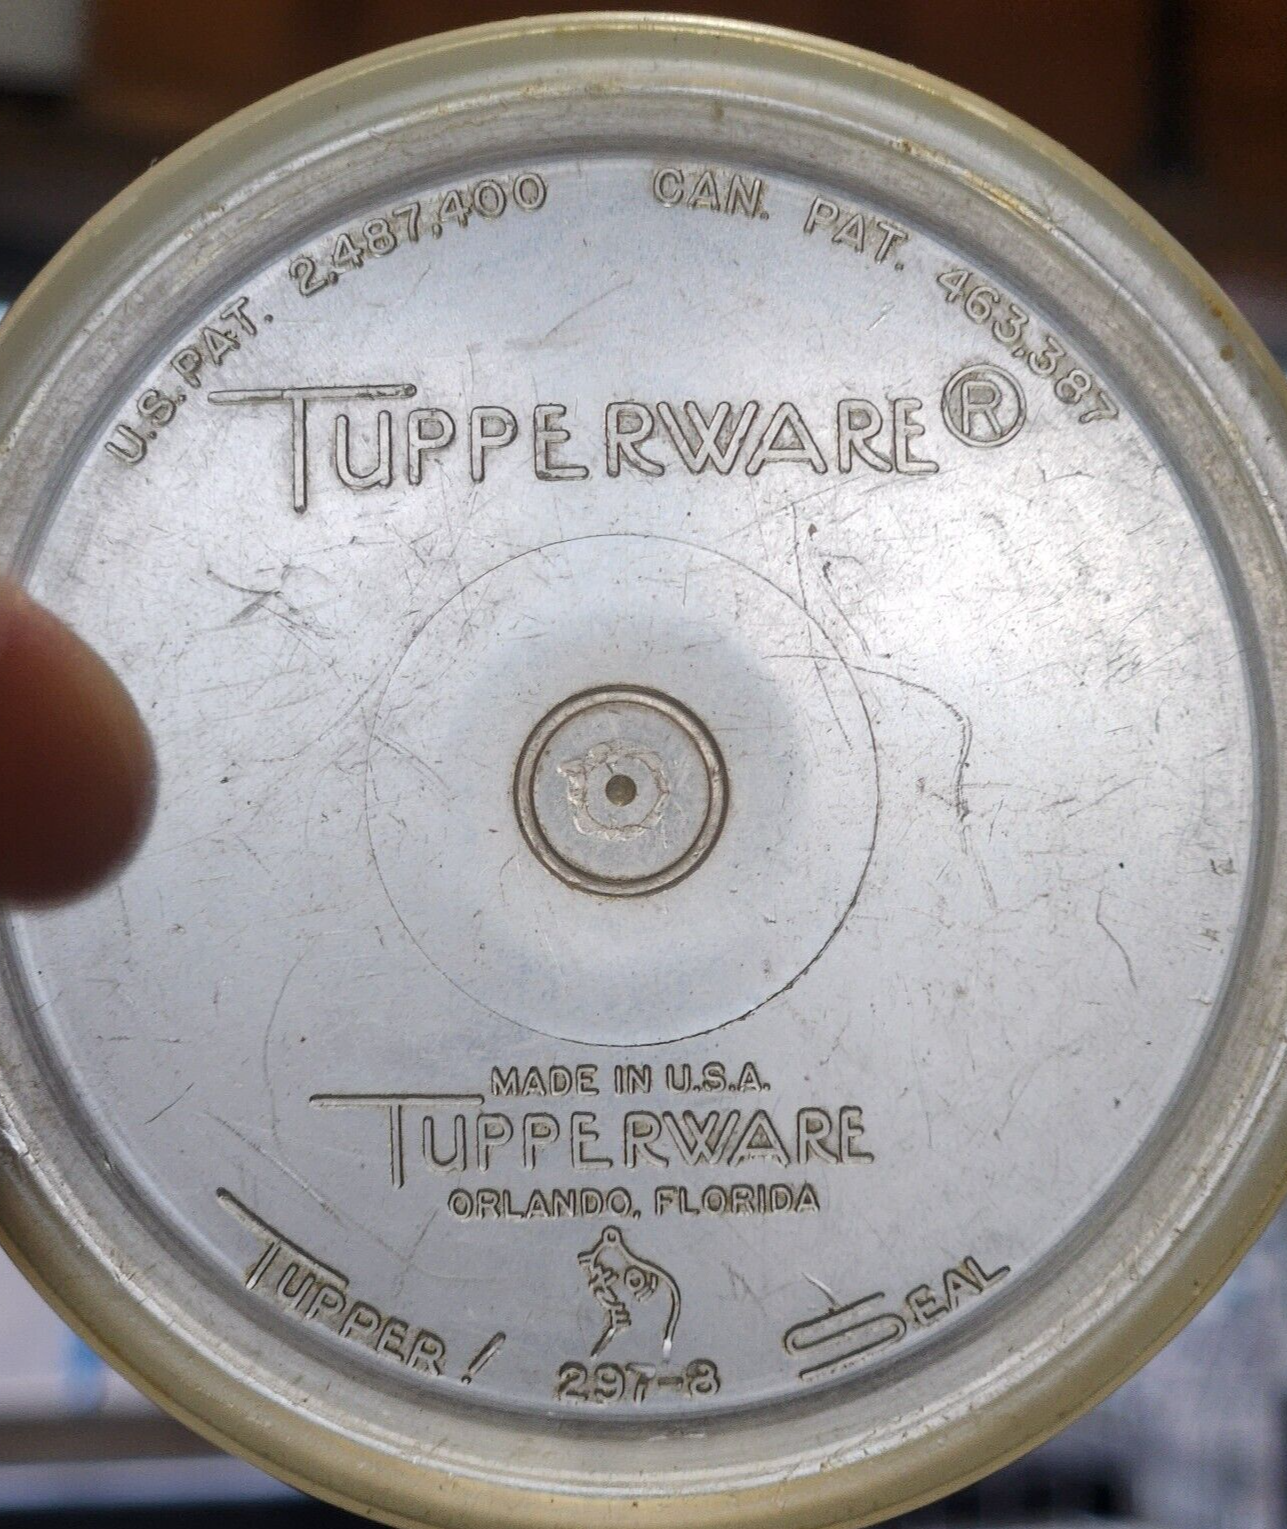 U.S. PAT. 2,487,400 CAN. PAT. 463,387
TUPPERWARE®
MADE IN U.S.A.
TUPPERWARE
ORLANDO, FLORIDA
TUPPER! SEAL
297-8